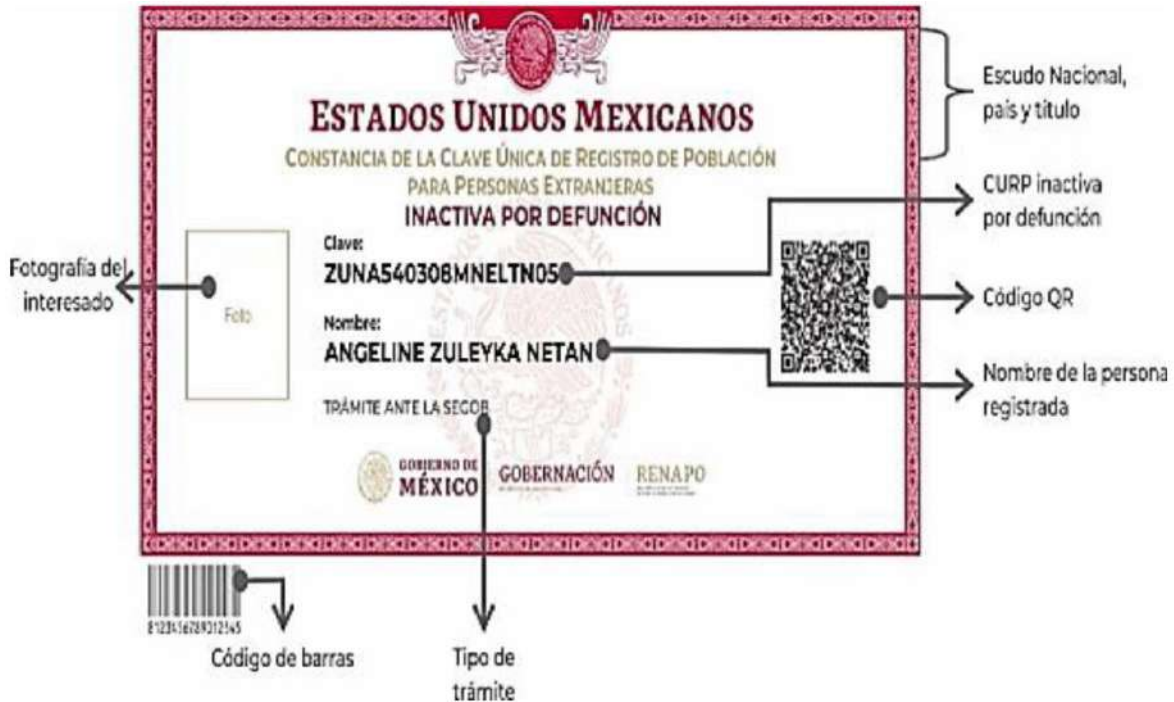 ESTADOS UNIDOS MEXICANOS
CONSTANCIA DE LA CLAVE ÚNICA DE REGISTRO DE POBLACIÓN
PARA PERSONAS EXTRANJERAS
INACTIVA POR DEFUNCIÓN
Clave:
ZUNA540308MNELTN05
Nombre:
ANGELINE ZULEYKA NETAN
TRÁMITE ANTE LA SEGOB
Foto
GOBIERNO DE
MÉXICO
GOBERNACIÓN
RENAPO
Fotografía del
interesado
Escudo Nacional,
país y título
CURP inactiva
por defunción
Código QR
Nombre de la persona
registrada
Código de barras
Tipo de
trámite